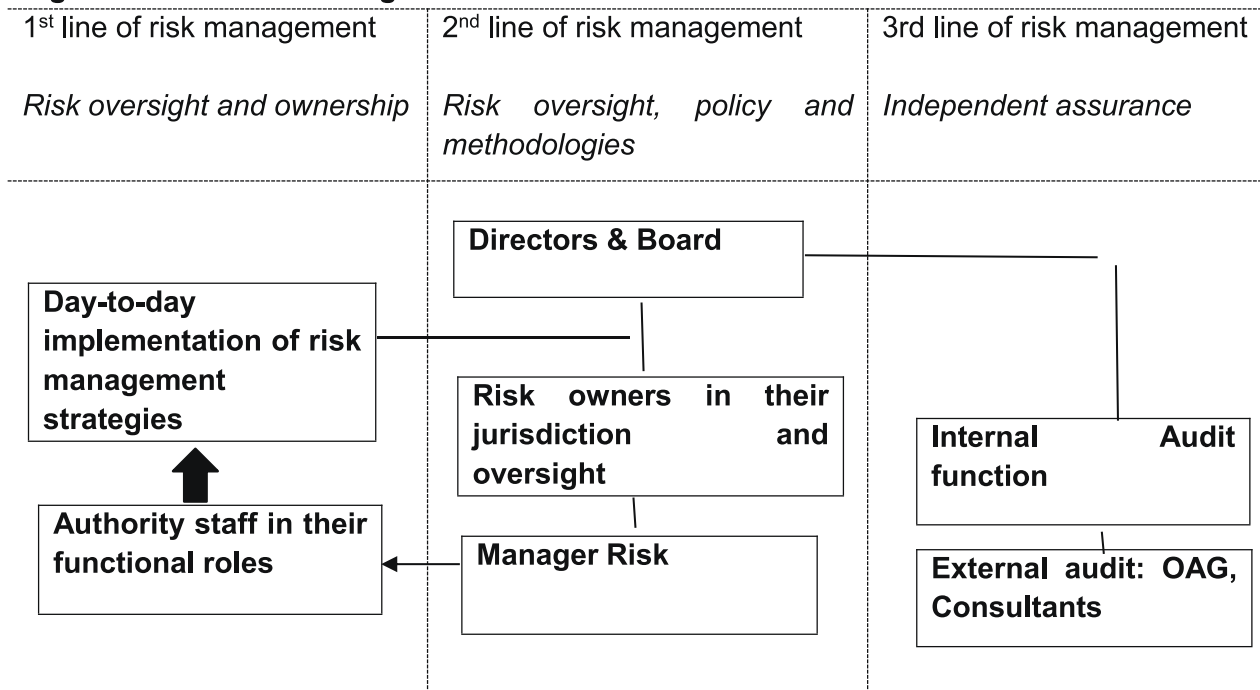 1st line of risk management
Risk oversight and ownership
2nd line of risk management
Risk oversight, policy and
methodologies
3rd line of risk management
Independent assurance
Directors & Board
Day-to-day
implementation of risk
management
strategies
Risk owners in their
jurisdiction and
oversight
Internal Audit
function
Authority staff in their
functional roles
Manager Risk
External audit: OAG,
Consultants